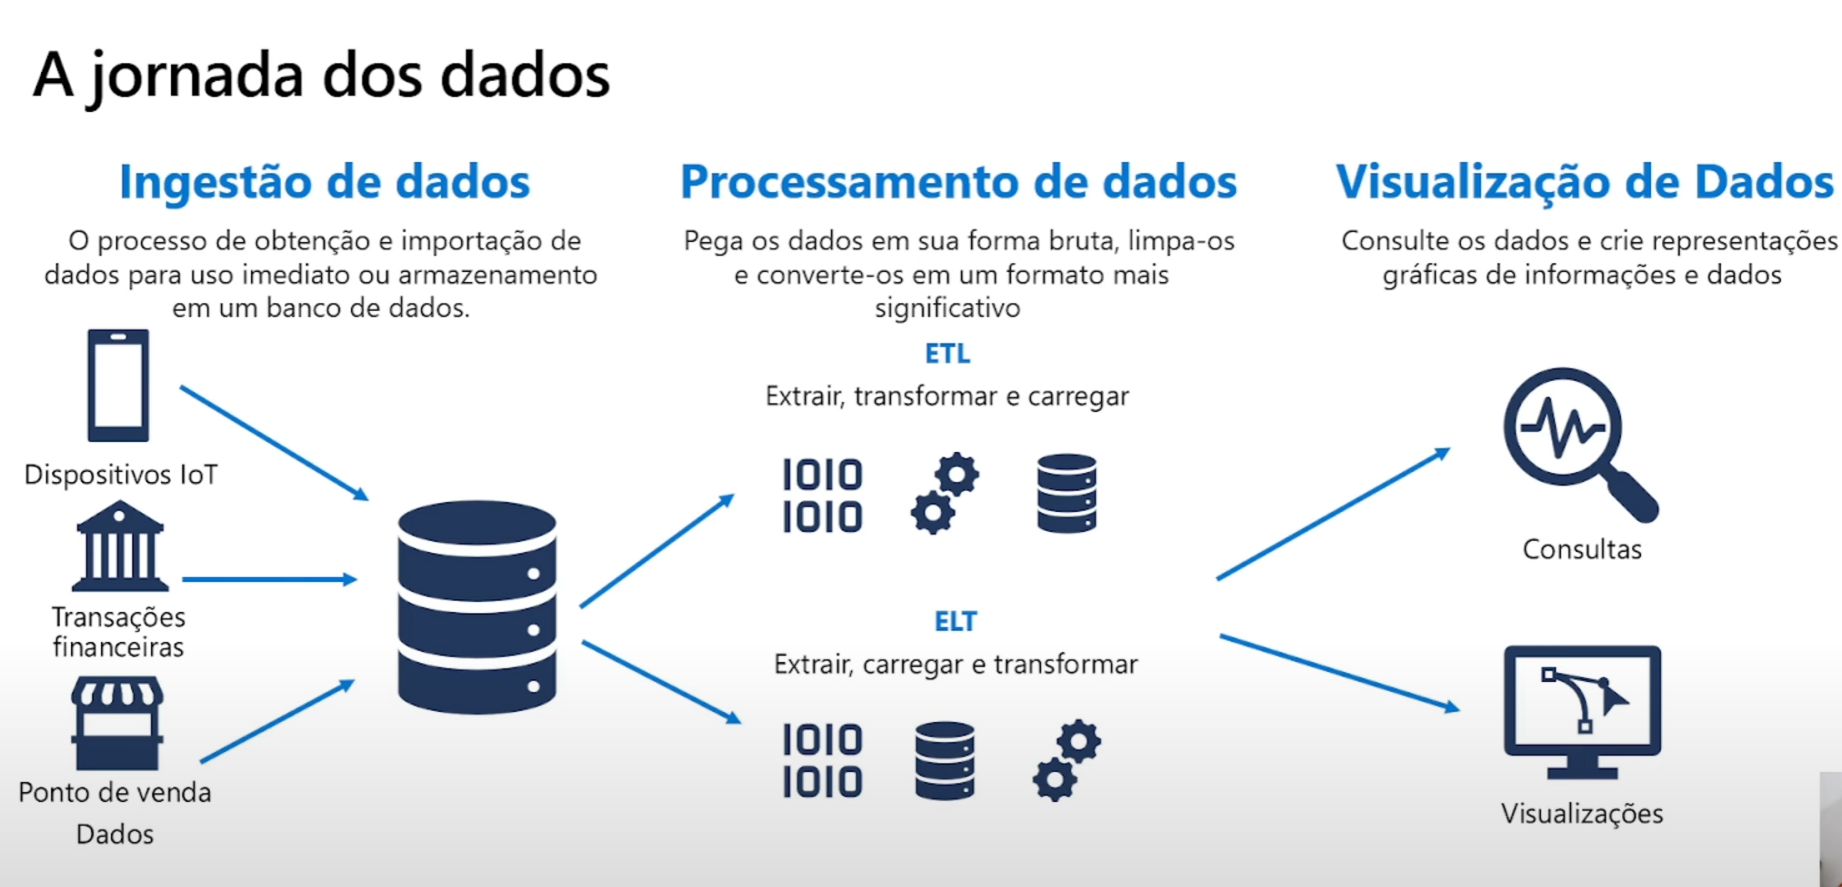 A jornada dos dados
Ingestão de dados
O processo de obtenção e importação de
dados para uso imediato ou armazenamento
em um banco de dados.
Dispositivos IoT
Transações
financeiras
Ponto de venda
Dados
Processamento de dados
Pega os dados em sua forma bruta, limpa-os
e converte-os em um formato mais
significativo
ETL
Extrair, transformar e carregar
1010
1010
ELT
Extrair, carregar e transformar
1010
1010
Visualização de Dados
Consulte os dados e crie representações
gráficas de informações e dados
Consultas
Visualizações